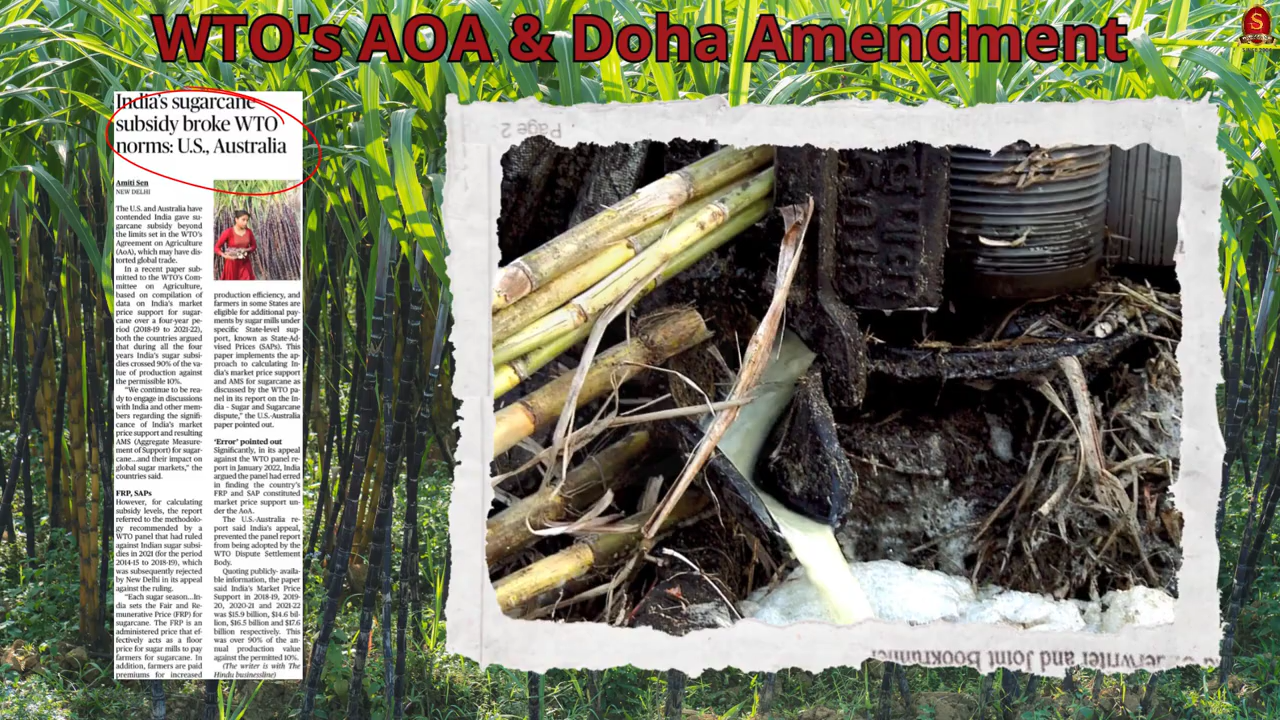 WTO's AOA & Doha Amendment
SINCE 2004
India's sugarcane
subsidy broke WTO
norms: U.S., Australia
Amiti Sen
NEW DELHI
The U.S. and Australia have
contended India gave su-
garcane subsidy beyond
the limits set in the WTO's
Agreement on Agriculture
(AoA), which may have dis-
torted global trade.
In a recent paper sub-
mitted to the WTO's Com-
mittee on Agriculture,
based on compilation of
data on India's market
price support for sugar-
cane over a four-year pe-
riod (2018-19 to 2021-22),
both the countries argued
that during all the four
years India's sugar subsi-
dies crossed 90% of the va-
lue of production against
the permissible 10%.
"We continue to be rea-
dy to engage in discussions
with India and other mem-
bers regarding the signifi-
cance of India's market
price support and resulting
AMS (Aggregate Measure-
ment of Support) for sugar-
cane...and their impact on
global sugar markets," the
countries said.
FRP, SAPs
However, for calculating
subsidy levels, the report
referred to the methodolo-
gy recommended by a
WTO panel that had ruled
against Indian sugar subsi-
dies in 2021 (for the period
2014-15 to 2018-19), which
was subsequently rejected
by New Delhi in its appeal
against the ruling.
"Each sugar season...In-
dia sets the Fair and Re-
munerative Price (FRP) for
sugarcane. The FRP is an
administered price that ef-
fectively acts as a floor
price for sugar mills to pay
farmers for sugarcane. In
addition, farmers are paid
premiums for increased
production efficiency, and
farmers in some States are
eligible for additional pay-
ments by sugar mills under
specific State-level sup-
port, known as State-Ad-
vised Prices (SAPs). This
paper implements the ap-
proach to calculating In-
dia's market price support
and AMS for sugarcane as
discussed by the WTO pa-
nel in its report on the In-
dia - Sugar and Sugarcane
dispute," the U.S.-Australia
paper pointed out.
'Error' pointed out
Significantly, in its appeal
against the WTO panel re-
port in January 2022, India
argued the panel had erred
in finding the country's
FRP and SAP constituted
market price support un-
der the AoA.
The U.S.-Australia re-
port said India's appeal,
prevented the panel report
from being adopted by the
WTO Dispute Settlement
Body.
Quoting publicly- availa-
ble information, the paper
said India's Market Price
Support in 2018-19, 2019-
20, 2020-21 and 2021-22
was $15.9 billion, $14.6 bil-
lion, $16.5 billion and $17.6
billion respectively. This
was over 90% of the an-
nual production value
against the permitted 10%.
(The writer is with The
Hindu businessline)
Page 2
erwriter and Joint Bookrunne